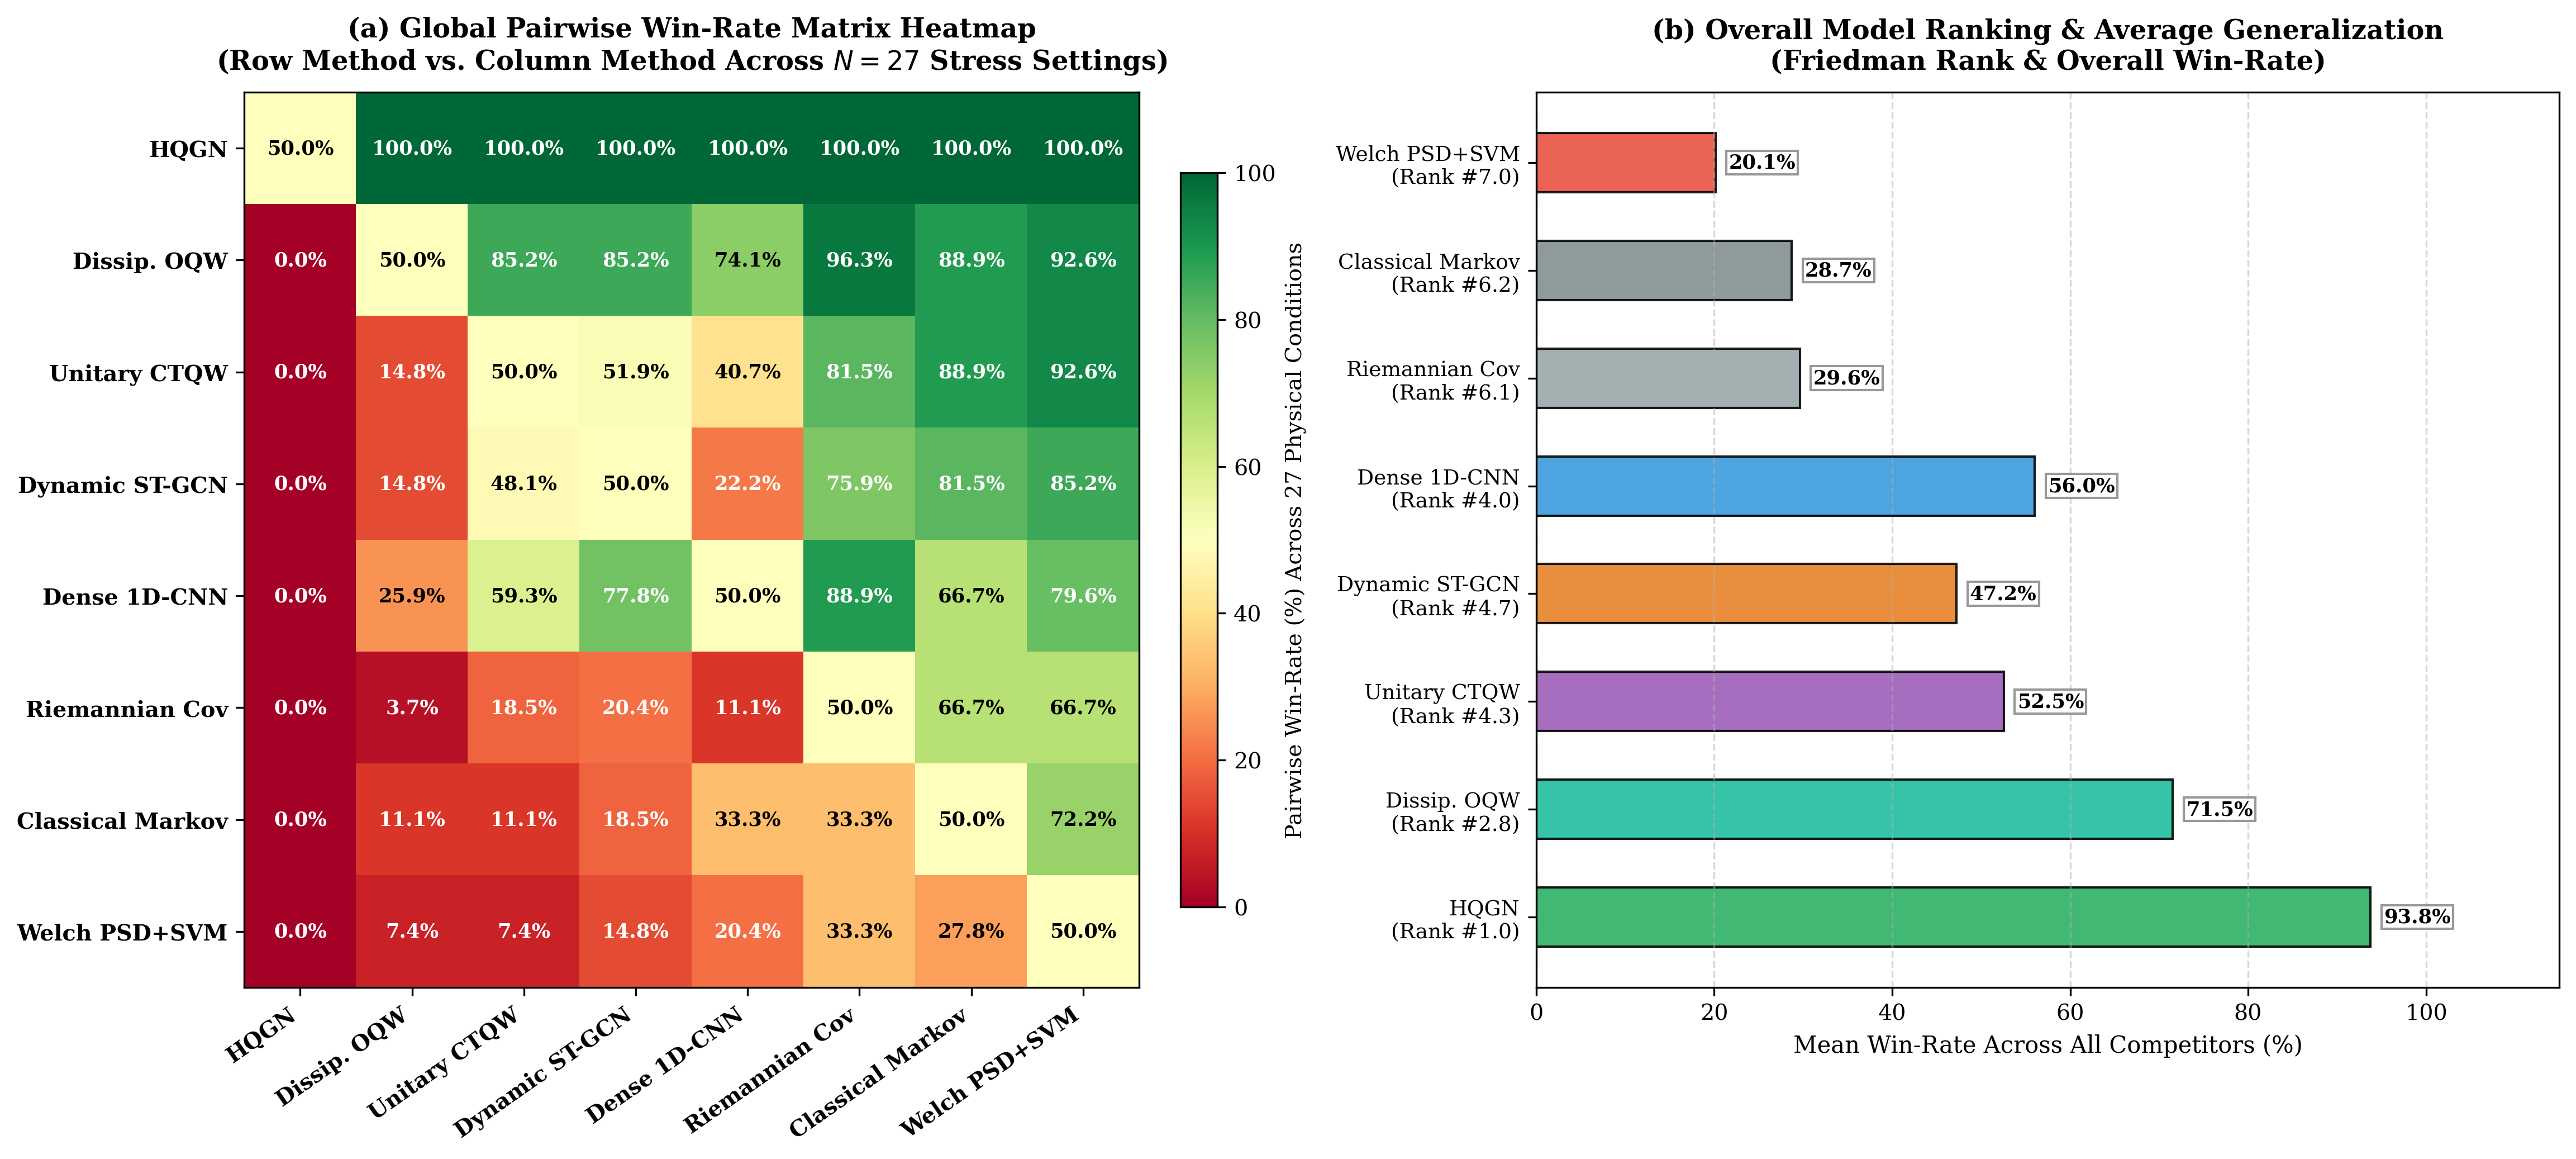 (a) Global Pairwise Win-Rate Matrix Heatmap
(Row Method vs. Column Method Across N = 27 Stress Settings)
HQGN 50.0% 100.0% 100.0% 100.0% 100.0% 100.0% 100.0% 100.0%
Dissip. OQW 0.0% 50.0% 85.2% 85.2% 74.1% 96.3% 88.9% 92.6%
Unitary CTQW 0.0% 14.8% 50.0% 51.9% 40.7% 81.5% 88.9% 92.6%
Dynamic ST-GCN 0.0% 14.8% 48.1% 50.0% 22.2% 75.9% 81.5% 85.2%
Dense 1D-CNN 0.0% 25.9% 59.3% 77.8% 50.0% 88.9% 66.7% 79.6%
Riemannian Cov 0.0% 3.7% 18.5% 20.4% 11.1% 50.0% 66.7% 66.7%
Classical Markov 0.0% 11.1% 11.1% 18.5% 33.3% 33.3% 50.0% 72.2%
Welch PSD+SVM 0.0% 7.4% 7.4% 14.8% 20.4% 33.3% 27.8% 50.0%
HQGN
Dissip. OQW
Unitary CTQW
Dynamic ST-GCN
Dense 1D-CNN
Riemannian Cov
Classical Markov
Welch PSD+SVM
100
80
60
40
20
0
Pairwise Win-Rate (%) Across 27 Physical Conditions
(b) Overall Model Ranking & Average Generalization
(Friedman Rank & Overall Win-Rate)
Welch PSD+SVM
(Rank #7.0)
20.1%
Classical Markov
(Rank #6.2)
28.7%
Riemannian Cov
(Rank #6.1)
29.6%
Dense 1D-CNN
(Rank #4.0)
56.0%
Dynamic ST-GCN
(Rank #4.7)
47.2%
Unitary CTQW
(Rank #4.3)
52.5%
Dissip. OQW
(Rank #2.8)
71.5%
HQGN
(Rank #1.0)
93.8%
0 20 40 60 80 100
Mean Win-Rate Across All Competitors (%)